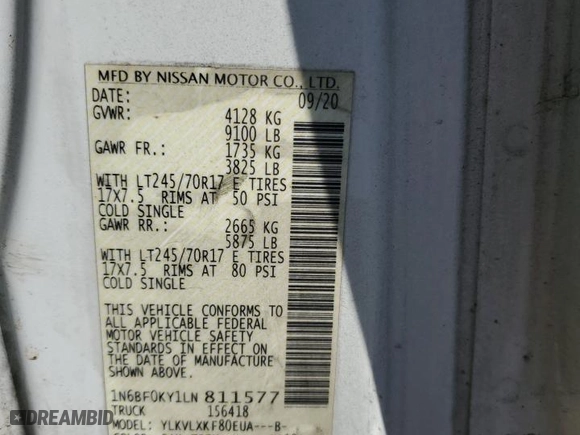 MFD BY NISSAN MOTOR CO., LTD.
DATE: 09/20
GVWR: 4128 KG
9100 LB
GAWR FR.: 1735 KG
3825 LB
WITH LT245/70R17 E TIRES
17X7.5 RIMS AT 50 PSI
COLD SINGLE
GAWR RR.: 2665 KG
5875 LB
WITH LT245/70R17 E TIRES
17X7.5 RIMS AT 80 PSI
COLD SINGLE
THIS VEHICLE CONFORMS TO
ALL APPLICABLE FEDERAL
MOTOR VEHICLE SAFETY
STANDARDS IN EFFECT ON
THE DATE OF MANUFACTURE
SHOWN ABOVE.
1N6BF0KY1LN 811577
TRUCK 1S6418
MODEL: YLKVLXKF80EUA---B-
EPICVIN